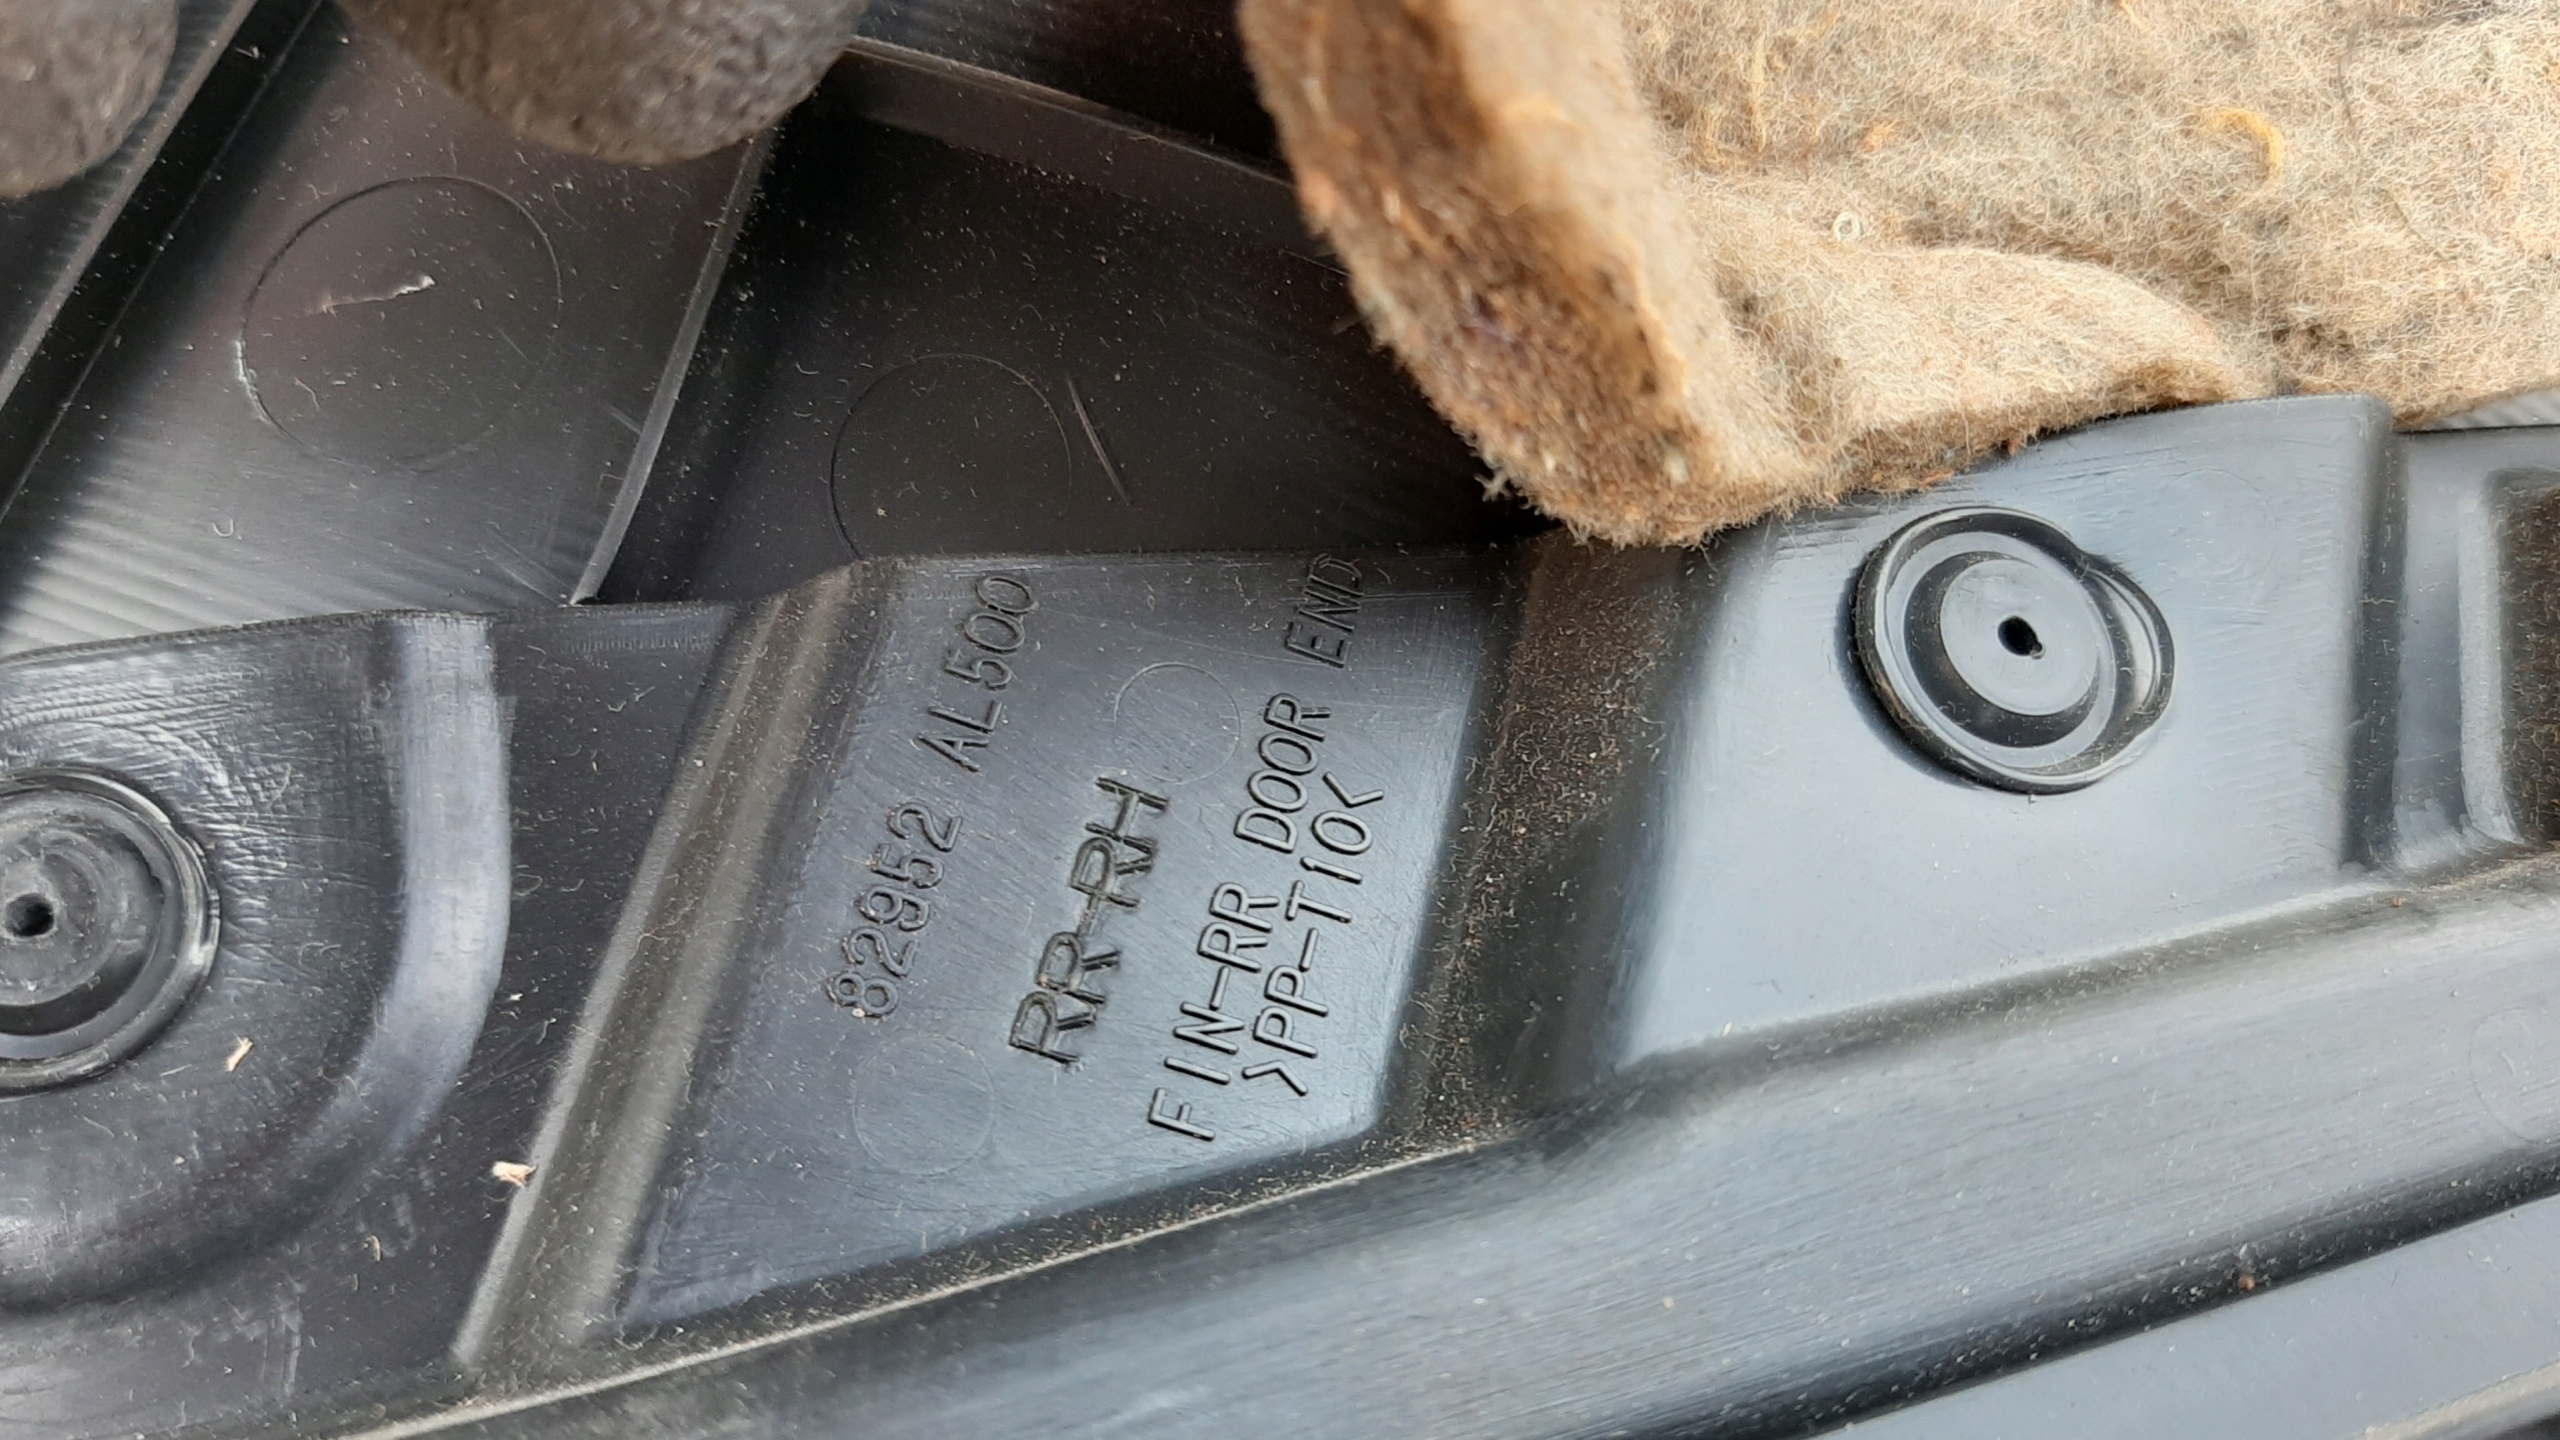 82952 AL500
RR-RH
FIN-RR DOOR END
>PP-T10<